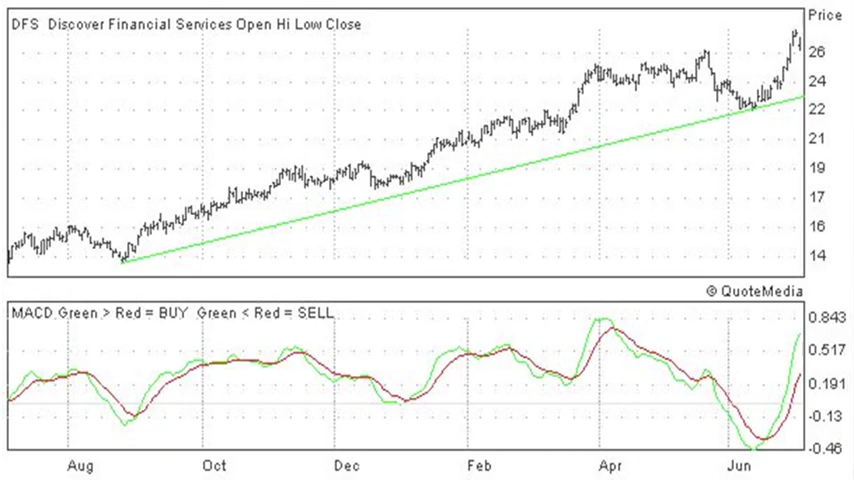 DFS Discover Financial Services Open Hi Low Close
Price
26
24
22
21
19
17
16
14
© QuoteMedia
MACD Green > Red = BUY Green < Red = SELL
0.843
0.517
0.191
-0.13
-0.46
Aug Oct Dec Feb Apr Jun